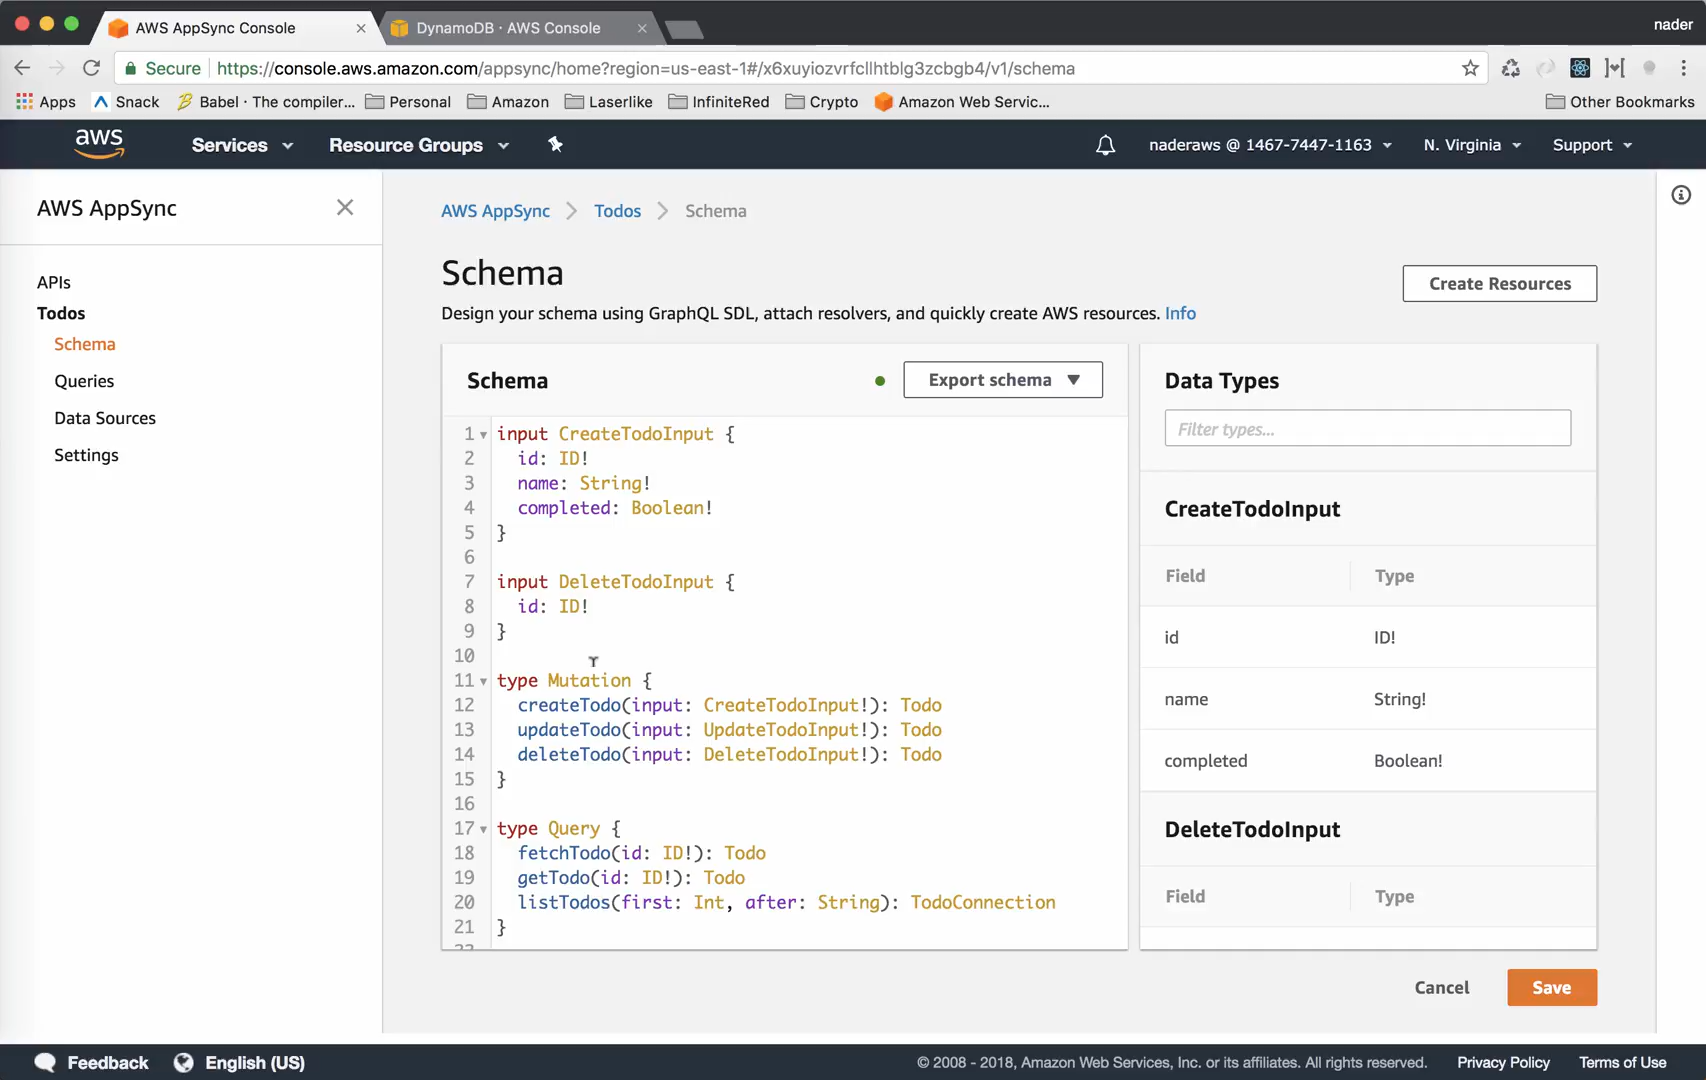 AWS AppSync Console
DynamoDB · AWS Console
nader
Secure
https://console.aws.amazon.com/appsync/home?region=us-east-1#/x6xuyiozvrfcllhtblg3zcbgb4/v1/schema
Apps
Snack
Babel · The compiler...
Personal
Amazon
Laserlike
InfiniteRed
Crypto
Amazon Web Servic...
Other Bookmarks
aws
Services
Resource Groups
naderaws @ 1467-7447-1163
N. Virginia
Support
AWS AppSync
APIs
Todos
Schema
Queries
Data Sources
Settings
AWS AppSync
Todos
Schema
Schema
Design your schema using GraphQL SDL, attach resolvers, and quickly create AWS resources. Info
Create Resources
Schema
Export schema
1 input CreateTodoInput {
2 id: ID!
3 name: String!
4 completed: Boolean!
5 }
6
7 input DeleteTodoInput {
8 id: ID!
9 }
10
11 type Mutation {
12 createTodo(input: CreateTodoInput!): Todo
13 updateTodo(input: UpdateTodoInput!): Todo
14 deleteTodo(input: DeleteTodoInput!): Todo
15 }
16
17 type Query {
18 fetchTodo(id: ID!): Todo
19 getTodo(id: ID!): Todo
20 listTodos(first: Int, after: String): TodoConnection
21 }
Data Types
Filter types...
CreateTodoInput
Field Type
id ID!
name String!
completed Boolean!
DeleteTodoInput
Field Type
Cancel
Save
Feedback
English (US)
© 2008 - 2018, Amazon Web Services, Inc. or its affiliates. All rights reserved.
Privacy Policy
Terms of Use